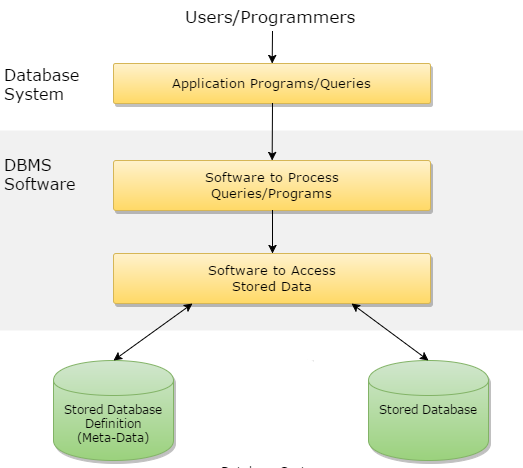 Users/Programmers
Database
System
Application Programs/Queries
DBMS
Software
Software to Process
Queries/Programs
Software to Access
Stored Data
Stored Database
Definition
(Meta-Data)
Stored Database